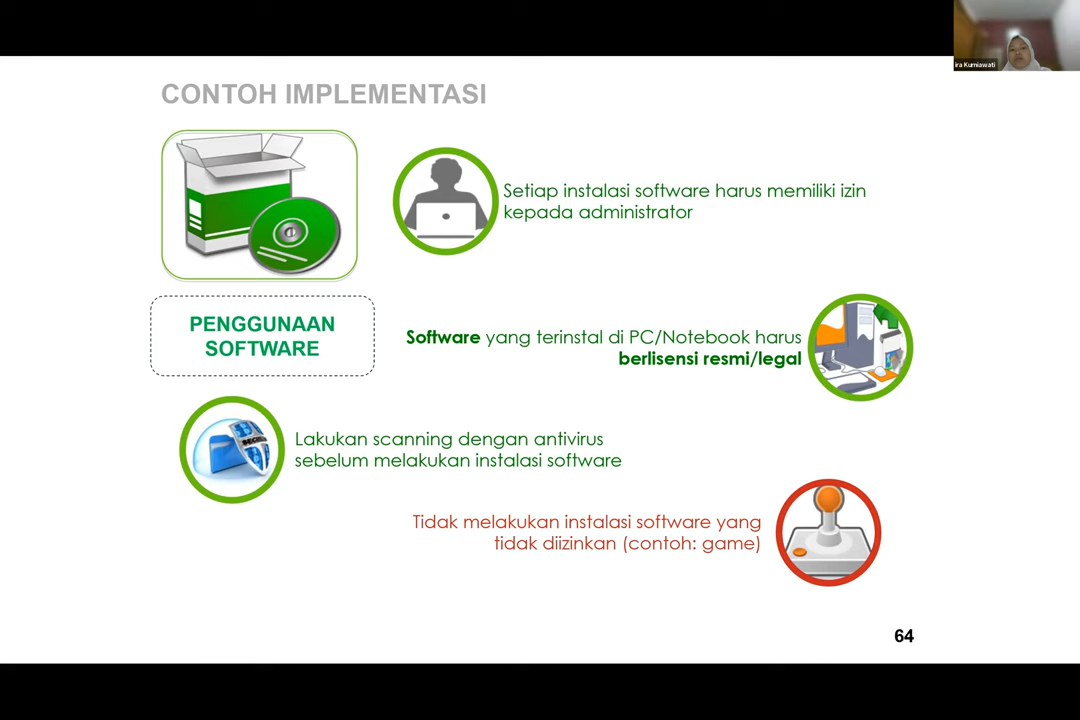 ira Kurniawati
CONTOH IMPLEMENTASI
Setiap instalasi software harus memiliki izin
kepada administrator
PENGGUNAAN
SOFTWARE
Software yang terinstal di PC/Notebook harus
berlisensi resmi/legal
Lakukan scanning dengan antivirus
sebelum melakukan instalasi software
Tidak melakukan instalasi software yang
tidak diizinkan (contoh: game)
64